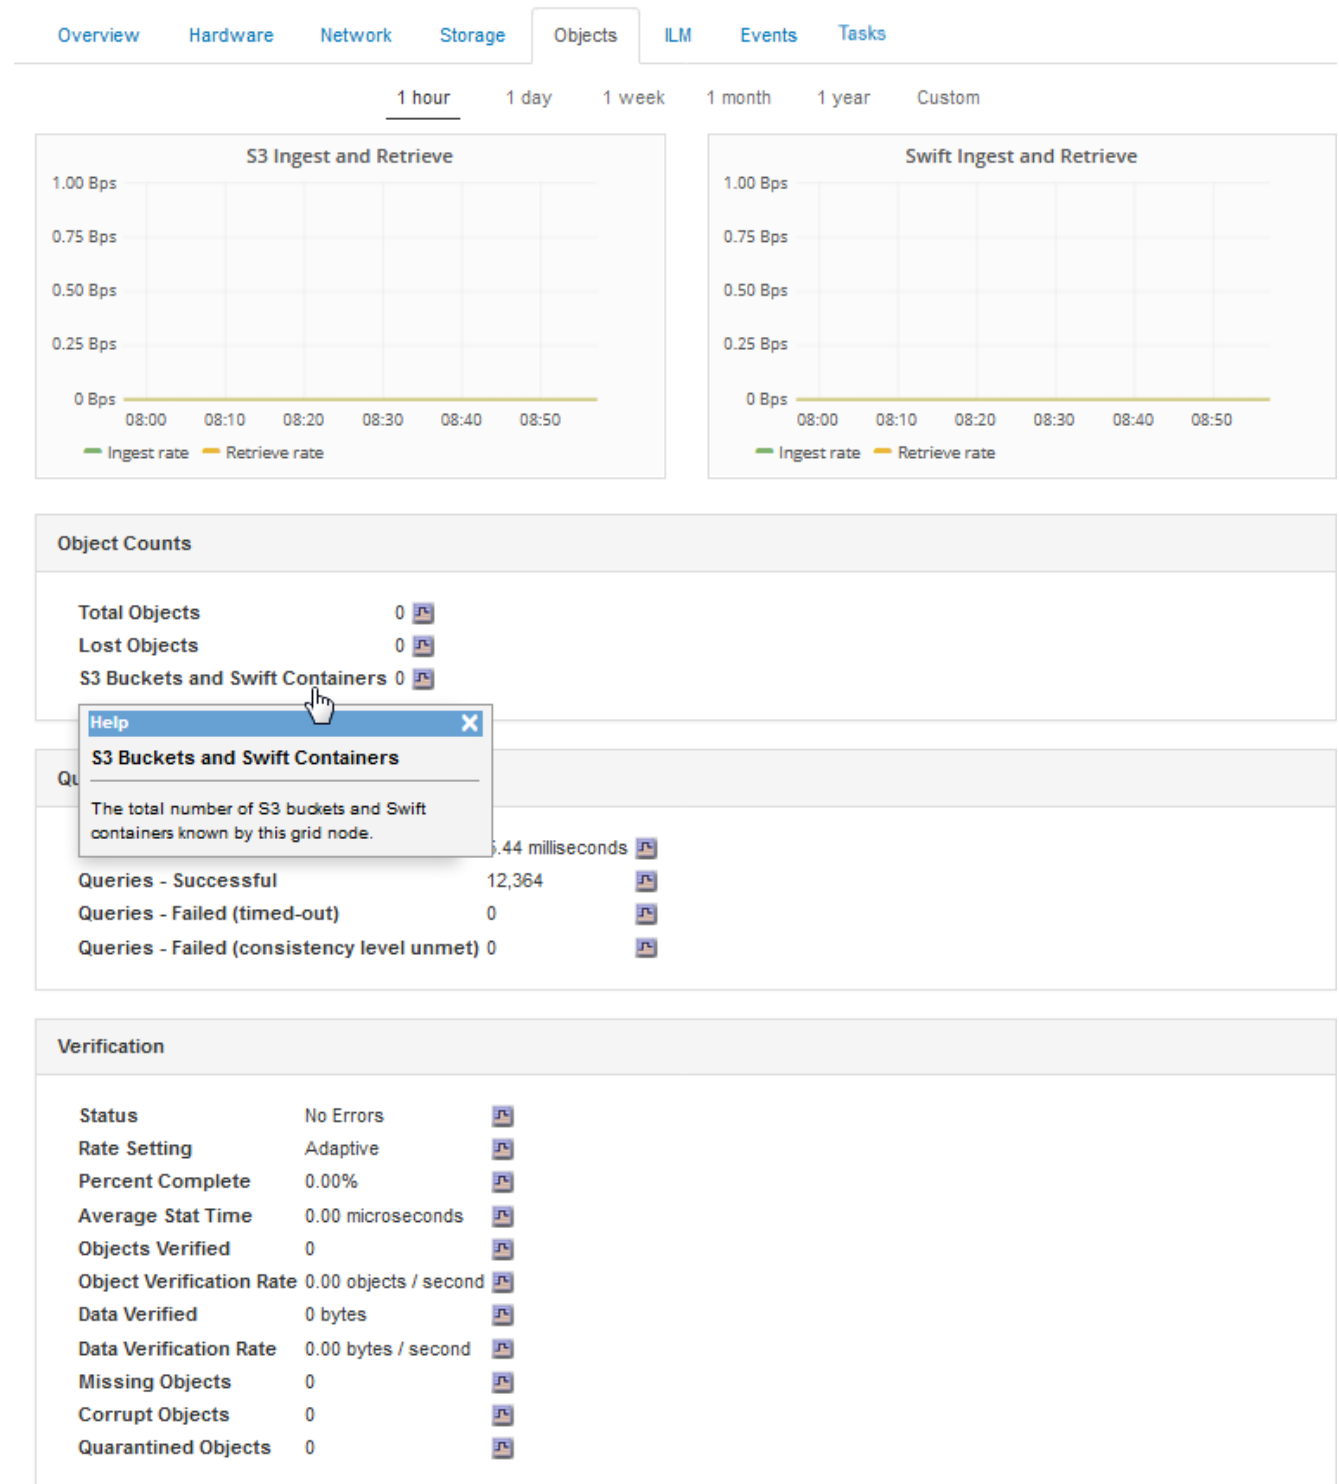 Overview Hardware Network Storage Objects ILM Events Tasks
1 hour 1 day 1 week 1 month 1 year Custom
S3 Ingest and Retrieve
1.00 Bps
0.75 Bps
0.50 Bps
0.25 Bps
0 Bps
08:00 08:10 08:20 08:30 08:40 08:50
Ingest rate Retrieve rate
Swift Ingest and Retrieve
1.00 Bps
0.75 Bps
0.50 Bps
0.25 Bps
0 Bps
08:00 08:10 08:20 08:30 08:40 08:50
Ingest rate Retrieve rate
Object Counts
Total Objects 0
Lost Objects 0
S3 Buckets and Swift Containers 0
Help
S3 Buckets and Swift Containers
The total number of S3 buckets and Swift
containers known by this grid node.
.44 milliseconds
Queries - Successful 12,364
Queries - Failed (timed-out) 0
Queries - Failed (consistency level unmet) 0
Verification
Status No Errors
Rate Setting Adaptive
Percent Complete 0.00%
Average Stat Time 0.00 microseconds
Objects Verified 0
Object Verification Rate 0.00 objects / second
Data Verified 0 bytes
Data Verification Rate 0.00 bytes / second
Missing Objects 0
Corrupt Objects 0
Quarantined Objects 0